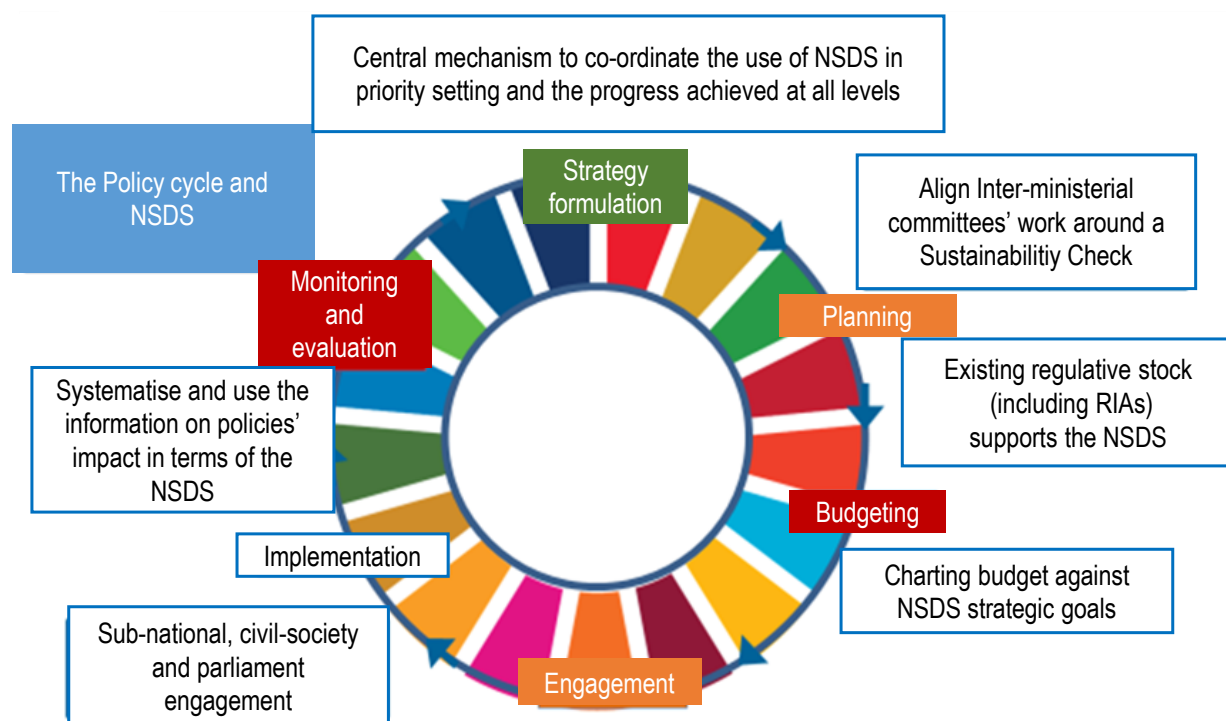 Central mechanism to co-ordinate the use of NSDS in
priority setting and the progress achieved at all levels
The Policy cycle and
NSDS
Strategy
formulation
Align Inter-ministerial
committees’ work around a
Sustainabilitiy Check
Monitoring
and
evaluation
Planning
Existing regulative stock
(including RIAs)
supports the NSDS
Systematise and use the
information on policies’
impact in terms of the
NSDS
Budgeting
Implementation
Charting budget against
NSDS strategic goals
Sub-national, civil-society
and parliament
engagement
Engagement